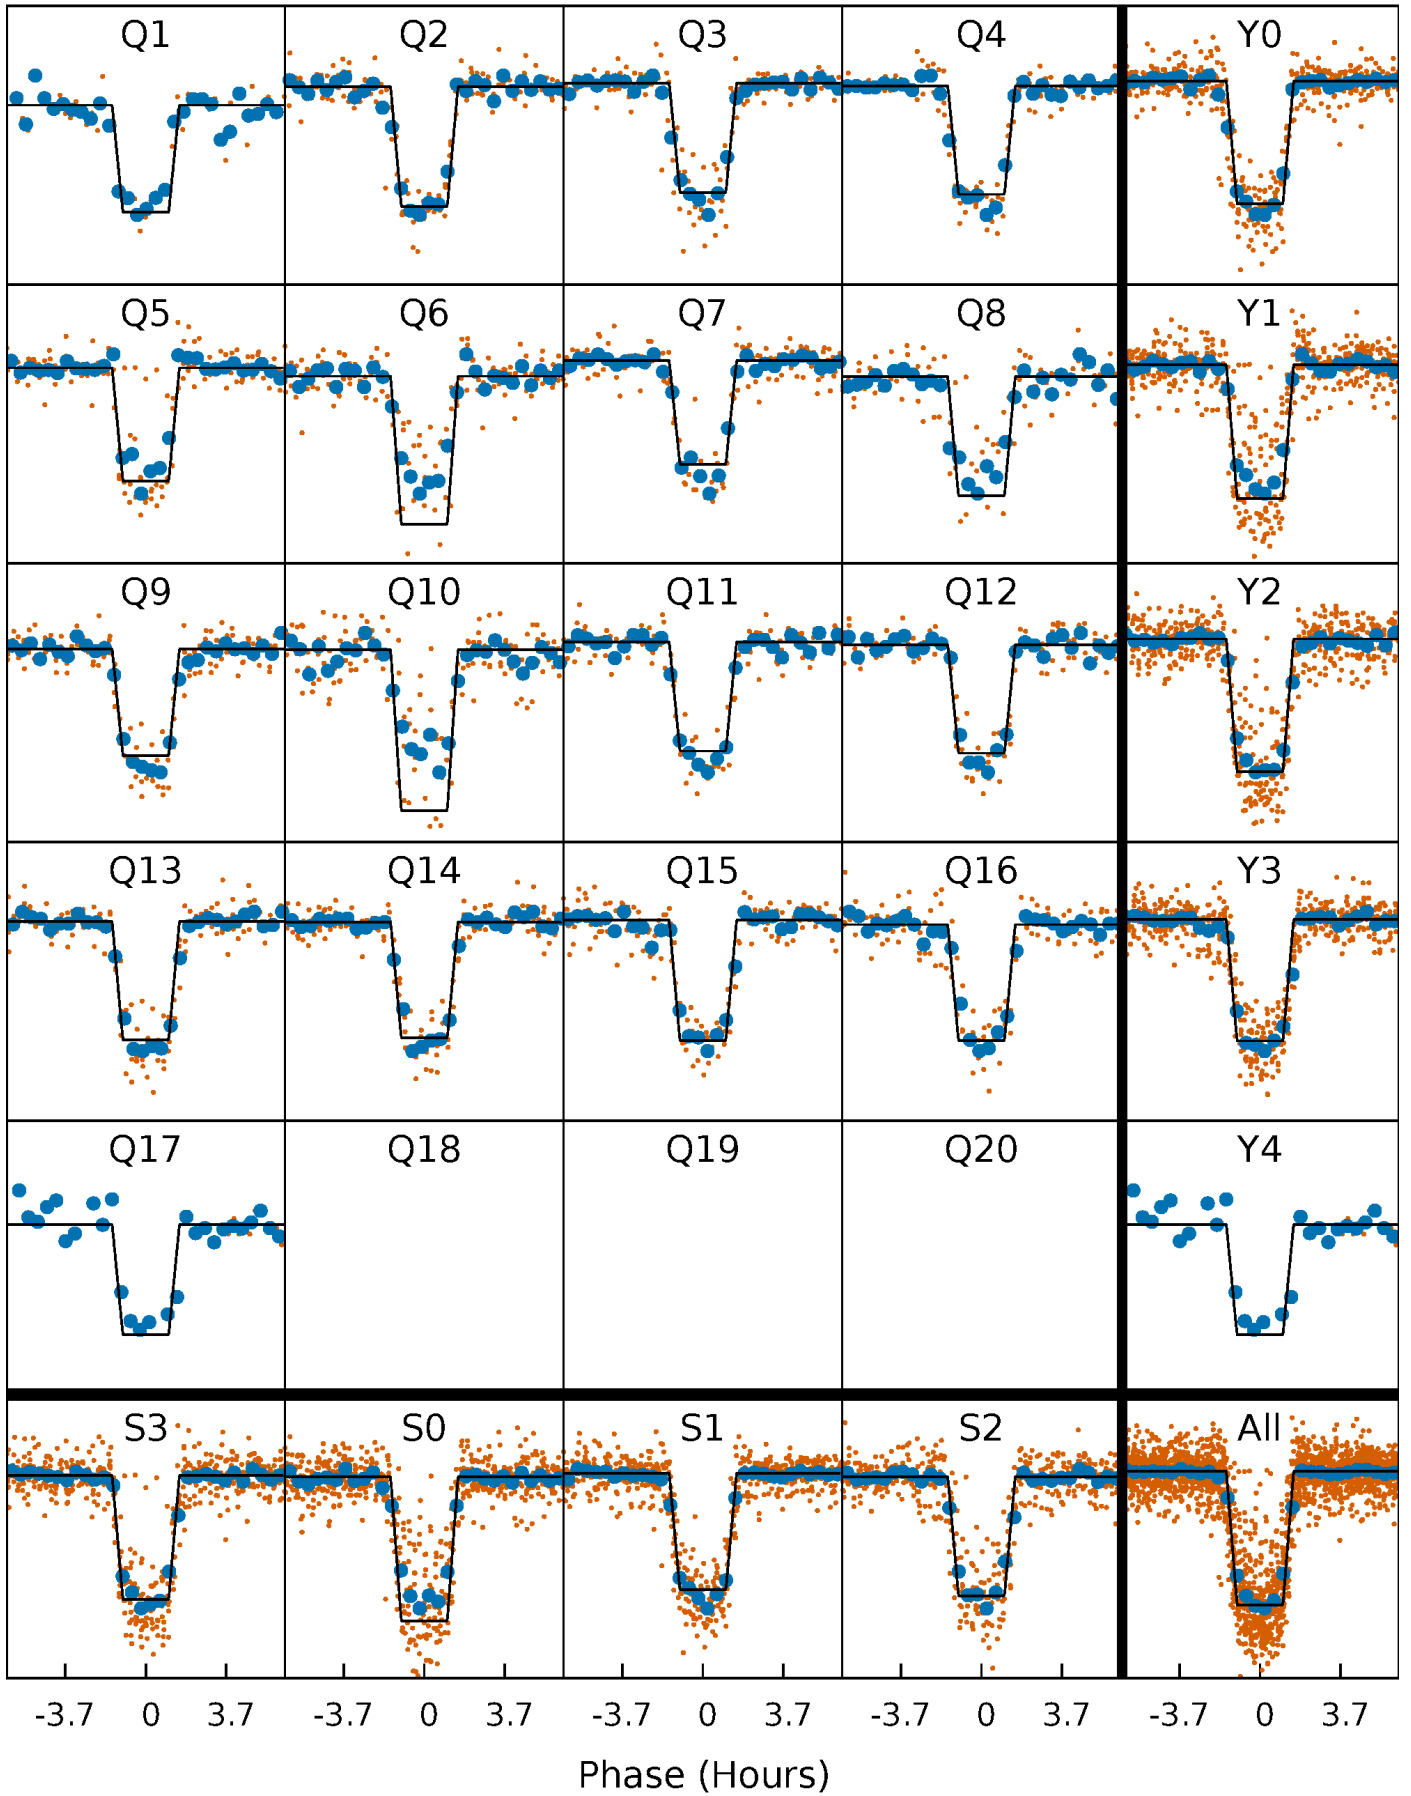 Q1 Q2 Q3 Q4 Y0
Q5 Q6 Q7 Q8 Y1
Q9 Q10 Q11 Q12 Y2
Q13 Q14 Q15 Q16 Y3
Q17 Q18 Q19 Q20 Y4
S3 S0 S1 S2 All
-3.7 0 3.7 -3.7 0 3.7 -3.7 0 3.7 -3.7 0 3.7 -3.7 0 3.7
Phase (Hours)